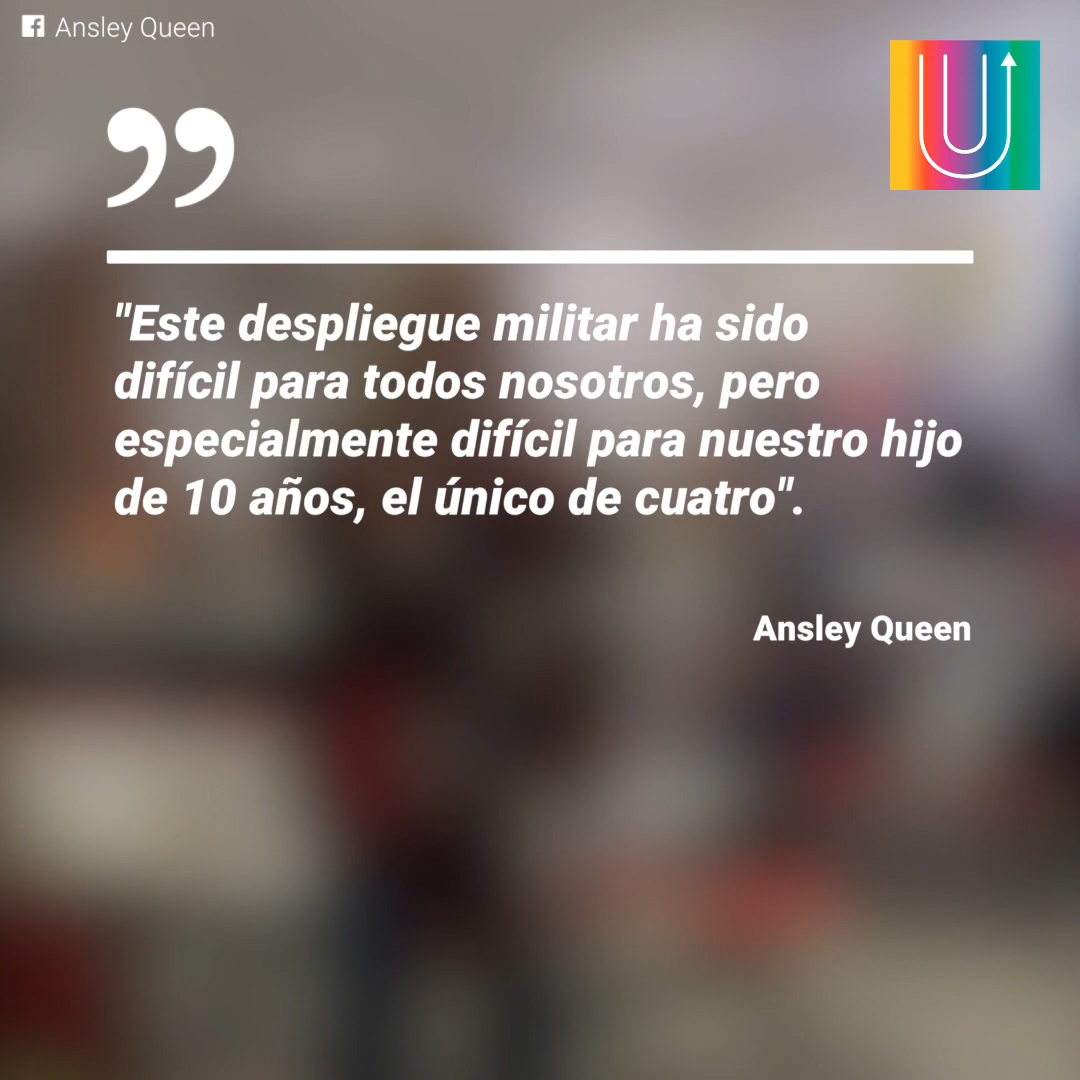 Ansley Queen
"Este despliegue militar ha sido
difícil para todos nosotros, pero
especialmente difícil para nuestro hijo
de 10 años, el único de cuatro".
Ansley Queen